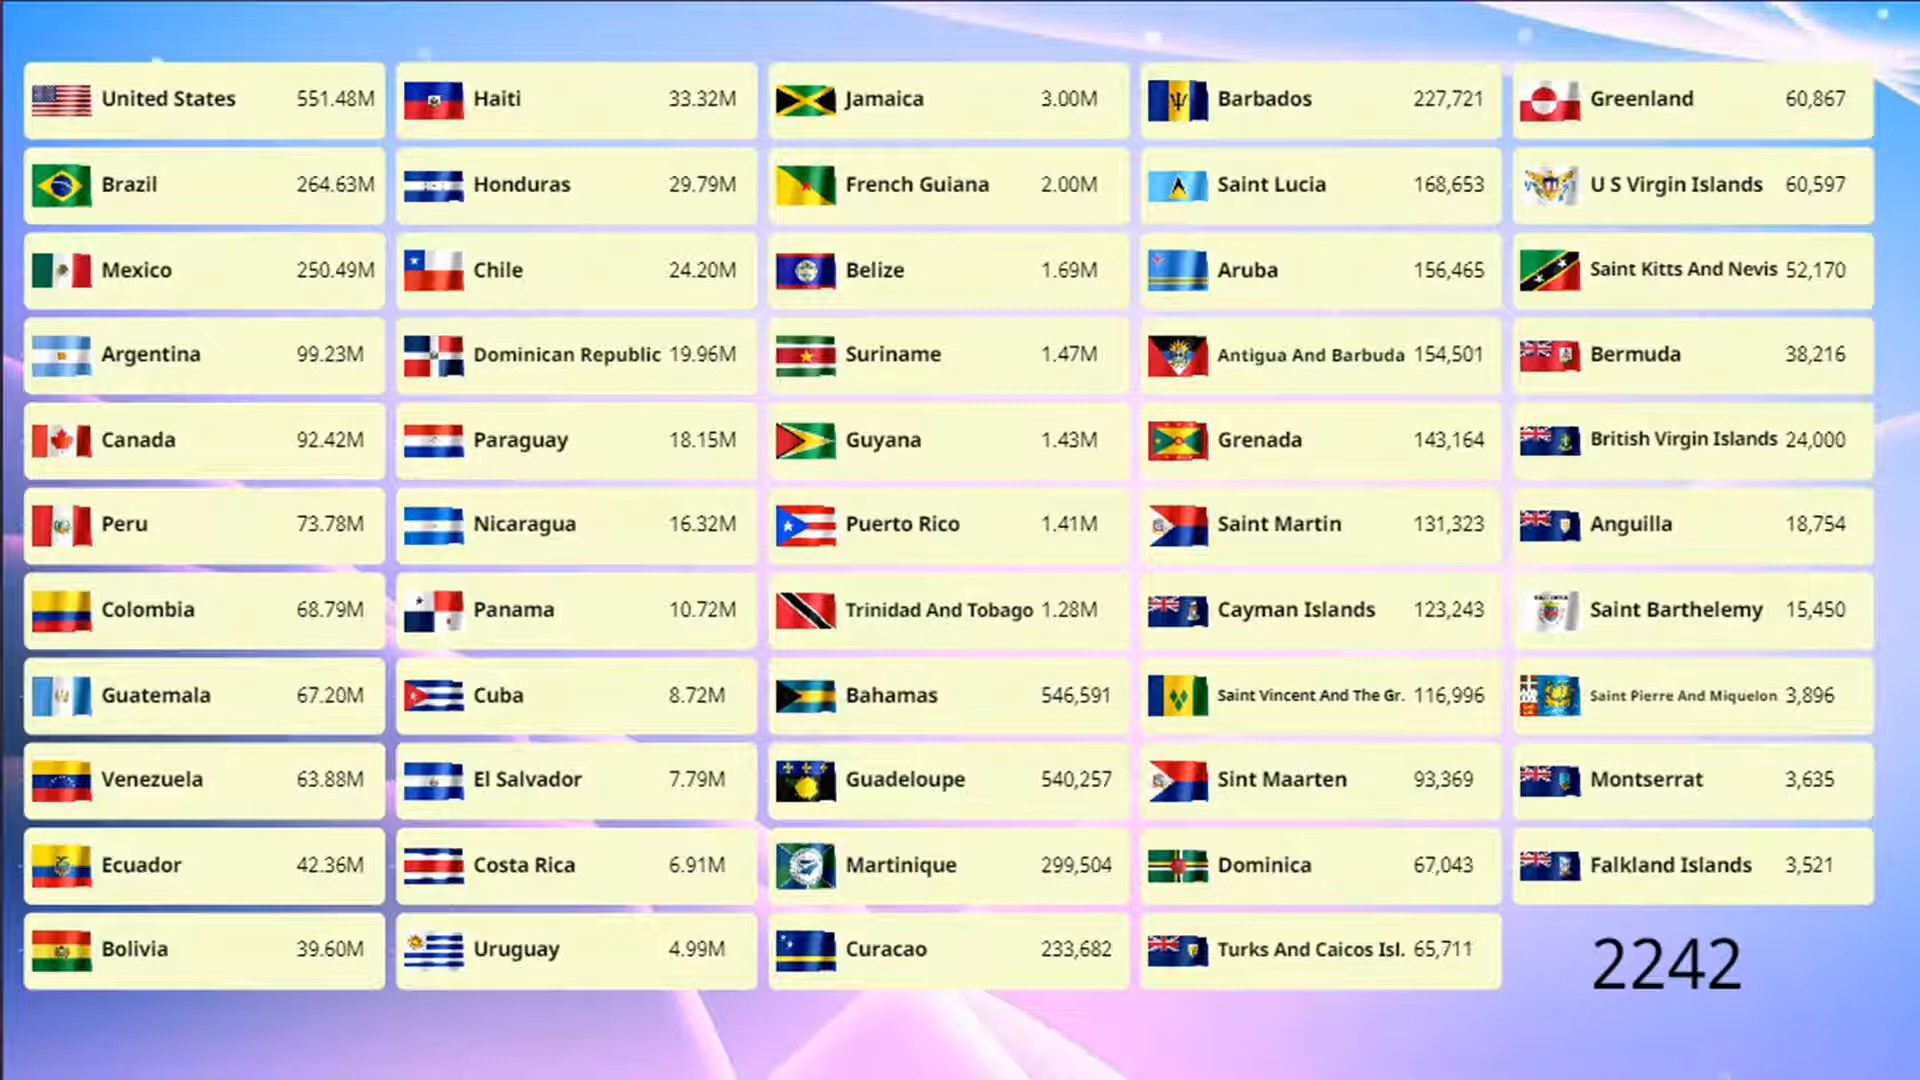 United States 551.48M
Brazil 264.63M
Mexico 250.49M
Argentina 99.23M
Canada 92.42M
Peru 73.78M
Colombia 68.79M
Guatemala 67.20M
Venezuela 63.88M
Ecuador 42.36M
Bolivia 39.60M
Haiti 33.32M
Honduras 29.79M
Chile 24.20M
Dominican Republic 19.96M
Paraguay 18.15M
Nicaragua 16.32M
Panama 10.72M
Cuba 8.72M
El Salvador 7.79M
Costa Rica 6.91M
Uruguay 4.99M
Jamaica 3.00M
French Guiana 2.00M
Belize 1.69M
Suriname 1.47M
Guyana 1.43M
Puerto Rico 1.41M
Trinidad And Tobago 1.28M
Bahamas 546,591
Guadeloupe 540,257
Martinique 299,504
Curacao 233,682
Barbados 227,721
Saint Lucia 168,653
Aruba 156,465
Antigua And Barbuda 154,501
Grenada 143,164
Saint Martin 131,323
Cayman Islands 123,243
Saint Vincent And The Gr. 116,996
Sint Maarten 93,369
Dominica 67,043
Turks And Caicos Isl. 65,711
Greenland 60,867
U S Virgin Islands 60,597
Saint Kitts And Nevis 52,170
Bermuda 38,216
British Virgin Islands 24,000
Anguilla 18,754
Saint Barthelemy 15,450
Saint Pierre And Miquelon 3,896
Montserrat 3,635
Falkland Islands 3,521
2242